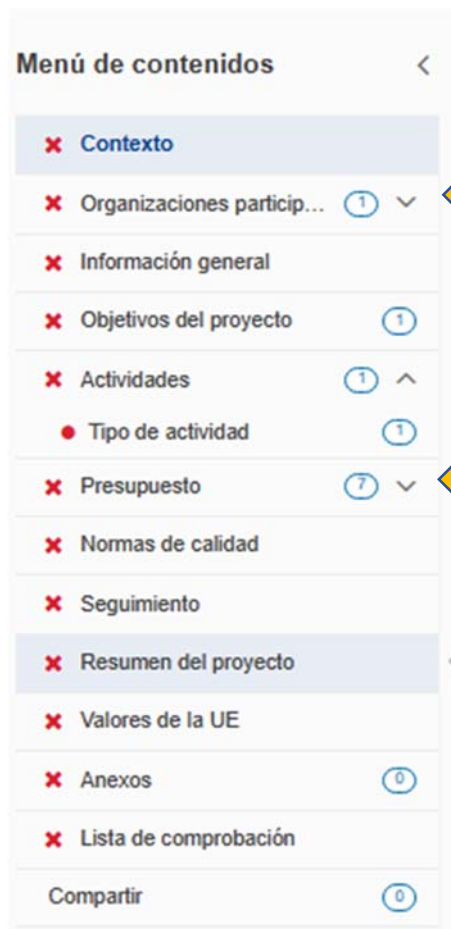 Menú de contenidos
Contexto
Organizaciones particip... 1
Información general
Objetivos del proyecto 1
Actividades 1
Tipo de actividad 1
Presupuesto 7
Normas de calidad
Seguimiento
Resumen del proyecto
Valores de la UE
Anexos 0
Lista de comprobación
Compartir 0